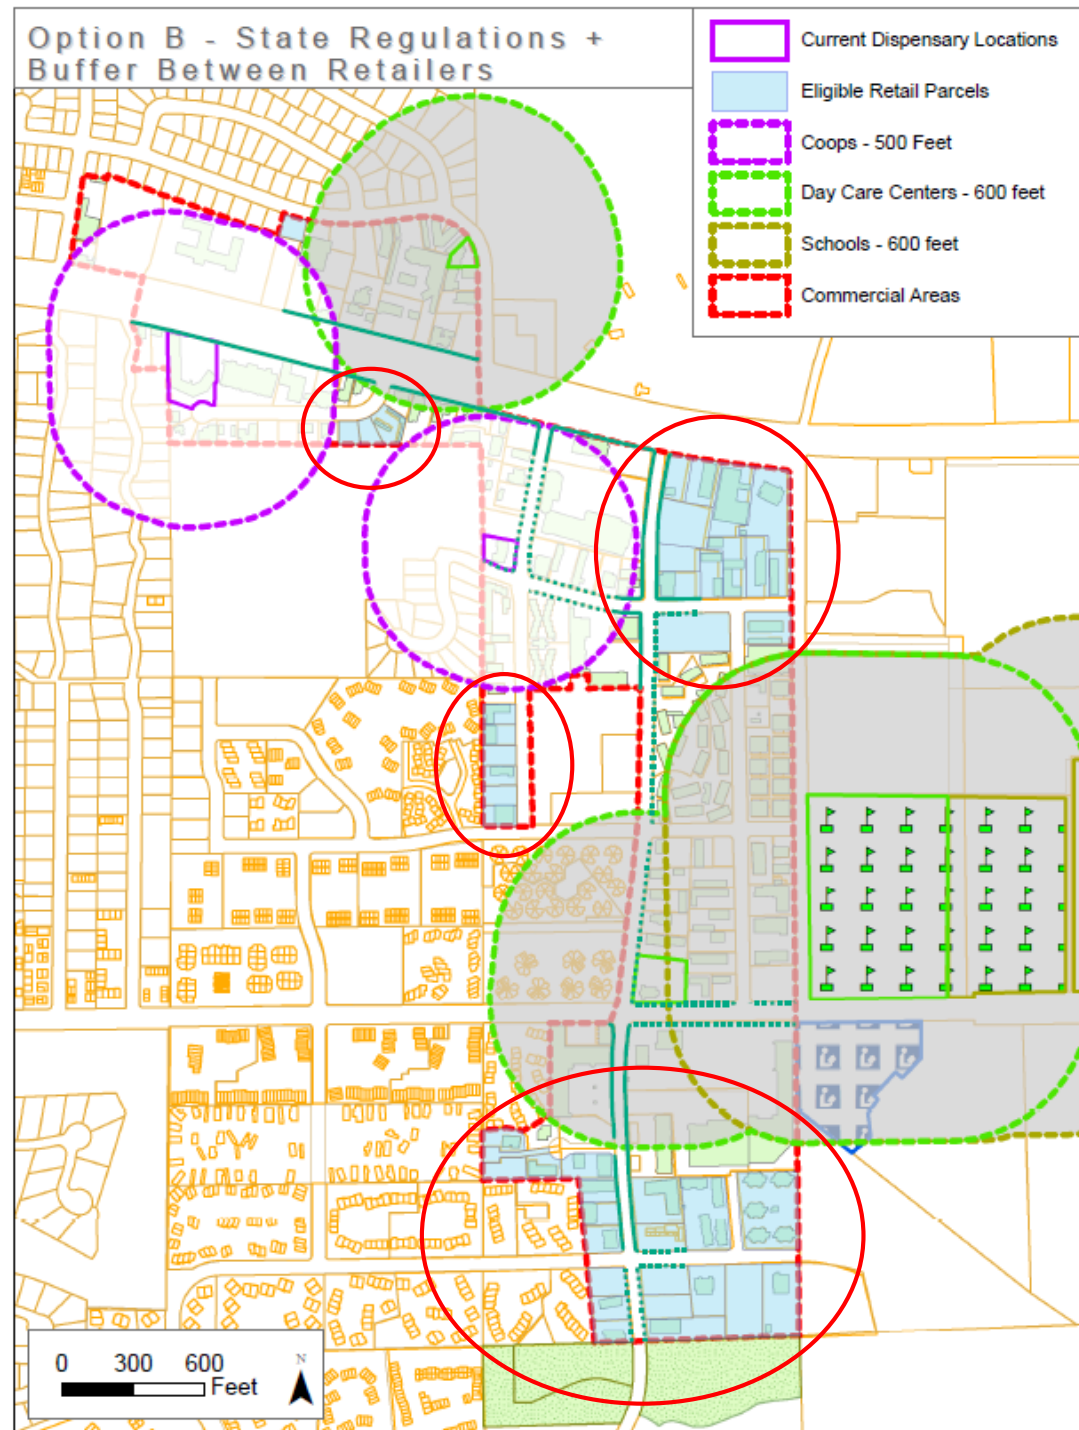 Option B - State Regulations +
Buffer Between Retailers
Current Dispensary Locations
Eligible Retail Parcels
Coops - 500 Feet
Day Care Centers - 600 feet
Schools - 600 feet
Commercial Areas
0 300 600
Feet
N